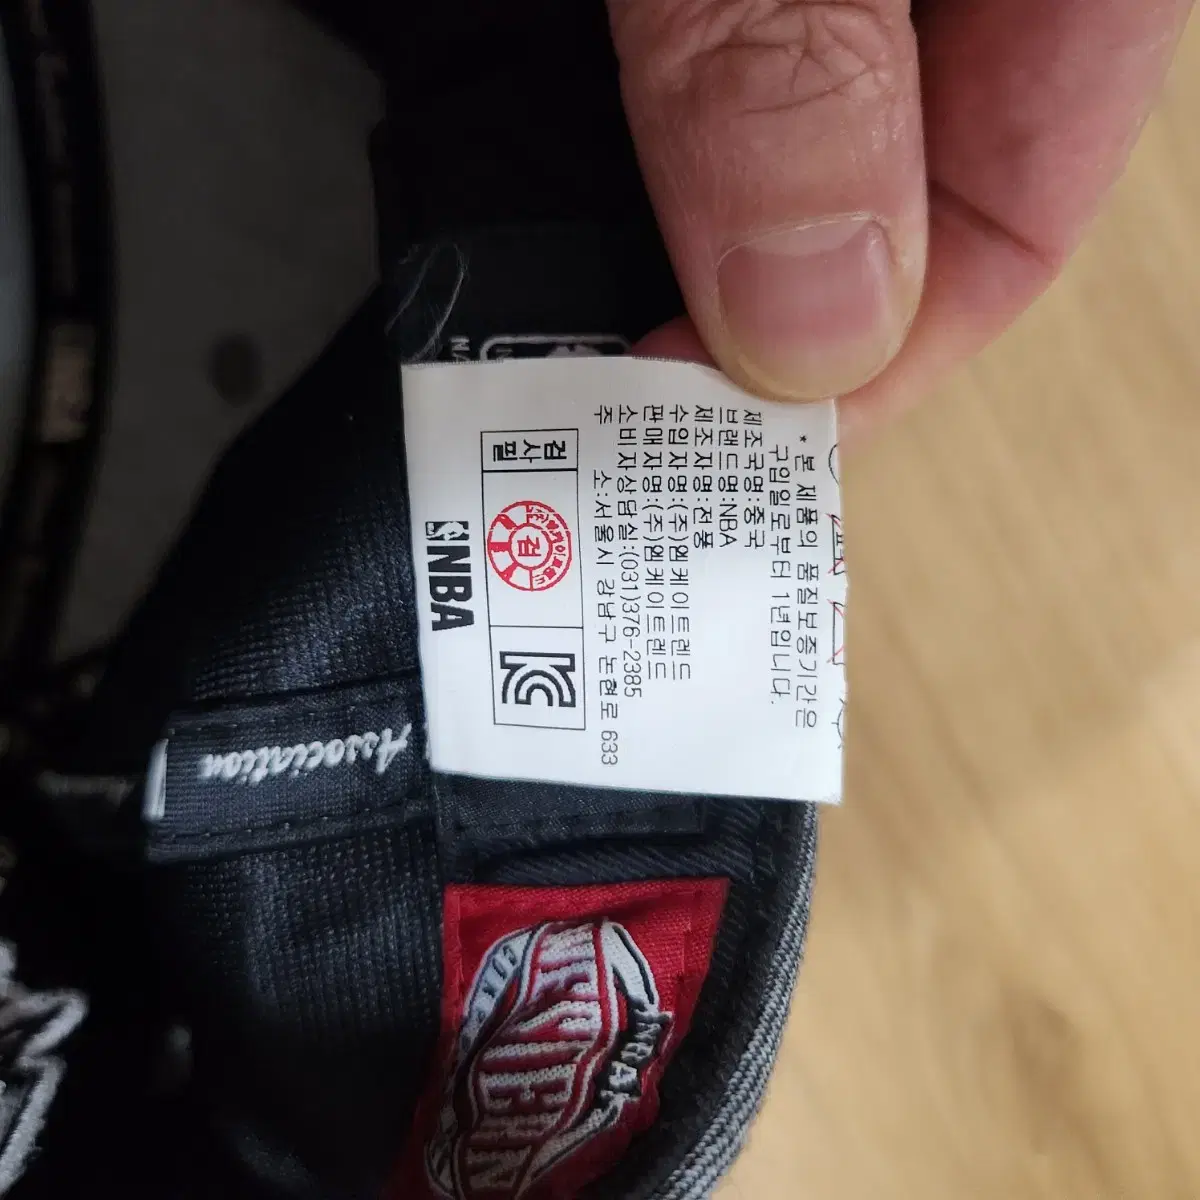 * 본 제품의 품질보증기간은
구입일로부터 1년입니다.
제조국명:중국
브랜드명:NBA
제조자명:전풍
수입자명:(주)엠케이트렌드
판매자명:(주)엠케이트렌드
소비자상담실:(031)376-2385
주 소:서울시 강남구 논현로 633
검사필
검
KC
NBA
Association